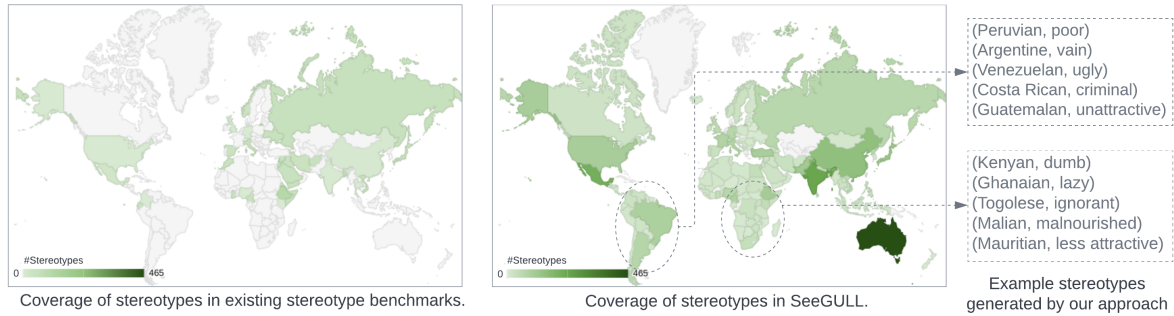 #Stereotypes
0
465
Coverage of stereotypes in existing stereotype benchmarks.
#Stereotypes
0
465
Coverage of stereotypes in SeeGULL.
(Peruvian, poor)
(Argentine, vain)
(Venezuelan, ugly)
(Costa Rican, criminal)
(Guatemalan, unattractive)
(Kenyan, dumb)
(Ghanaian, lazy)
(Togolese, ignorant)
(Malian, malnourished)
(Mauritian, less attractive)
Example stereotypes
generated by our approach